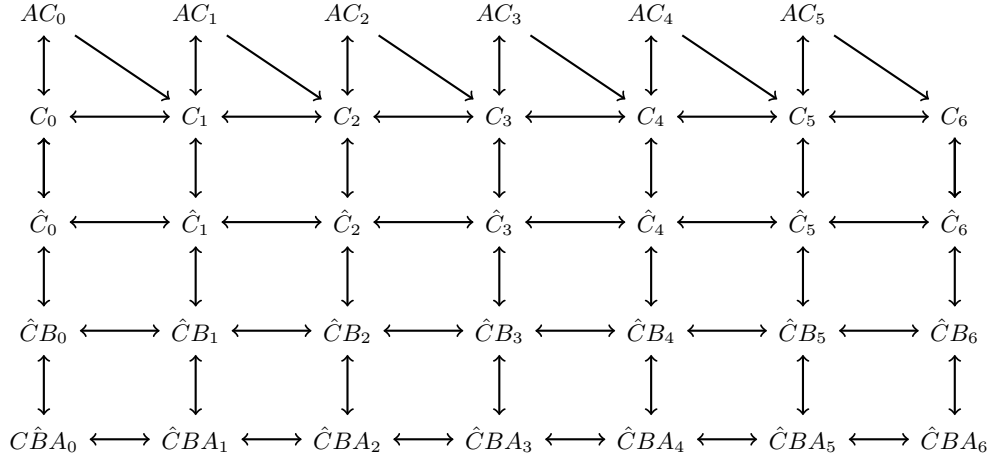 AC₀ AC₁ AC₂ AC₃ AC₄ AC₅
C₀ C₁ C₂ C₃ C₄ C₅ C₆
Ĉ₀ Ĉ₁ Ĉ₂ Ĉ₃ Ĉ₄ Ĉ₅ Ĉ₆
ĈB₀ ĈB₁ ĈB₂ ĈB₃ ĈB₄ ĈB₅ ĈB₆
CB̂A₀ ĈBA₁ ĈBA₂ ĈBA₃ ĈBA₄ ĈBA₅ ĈBA₆